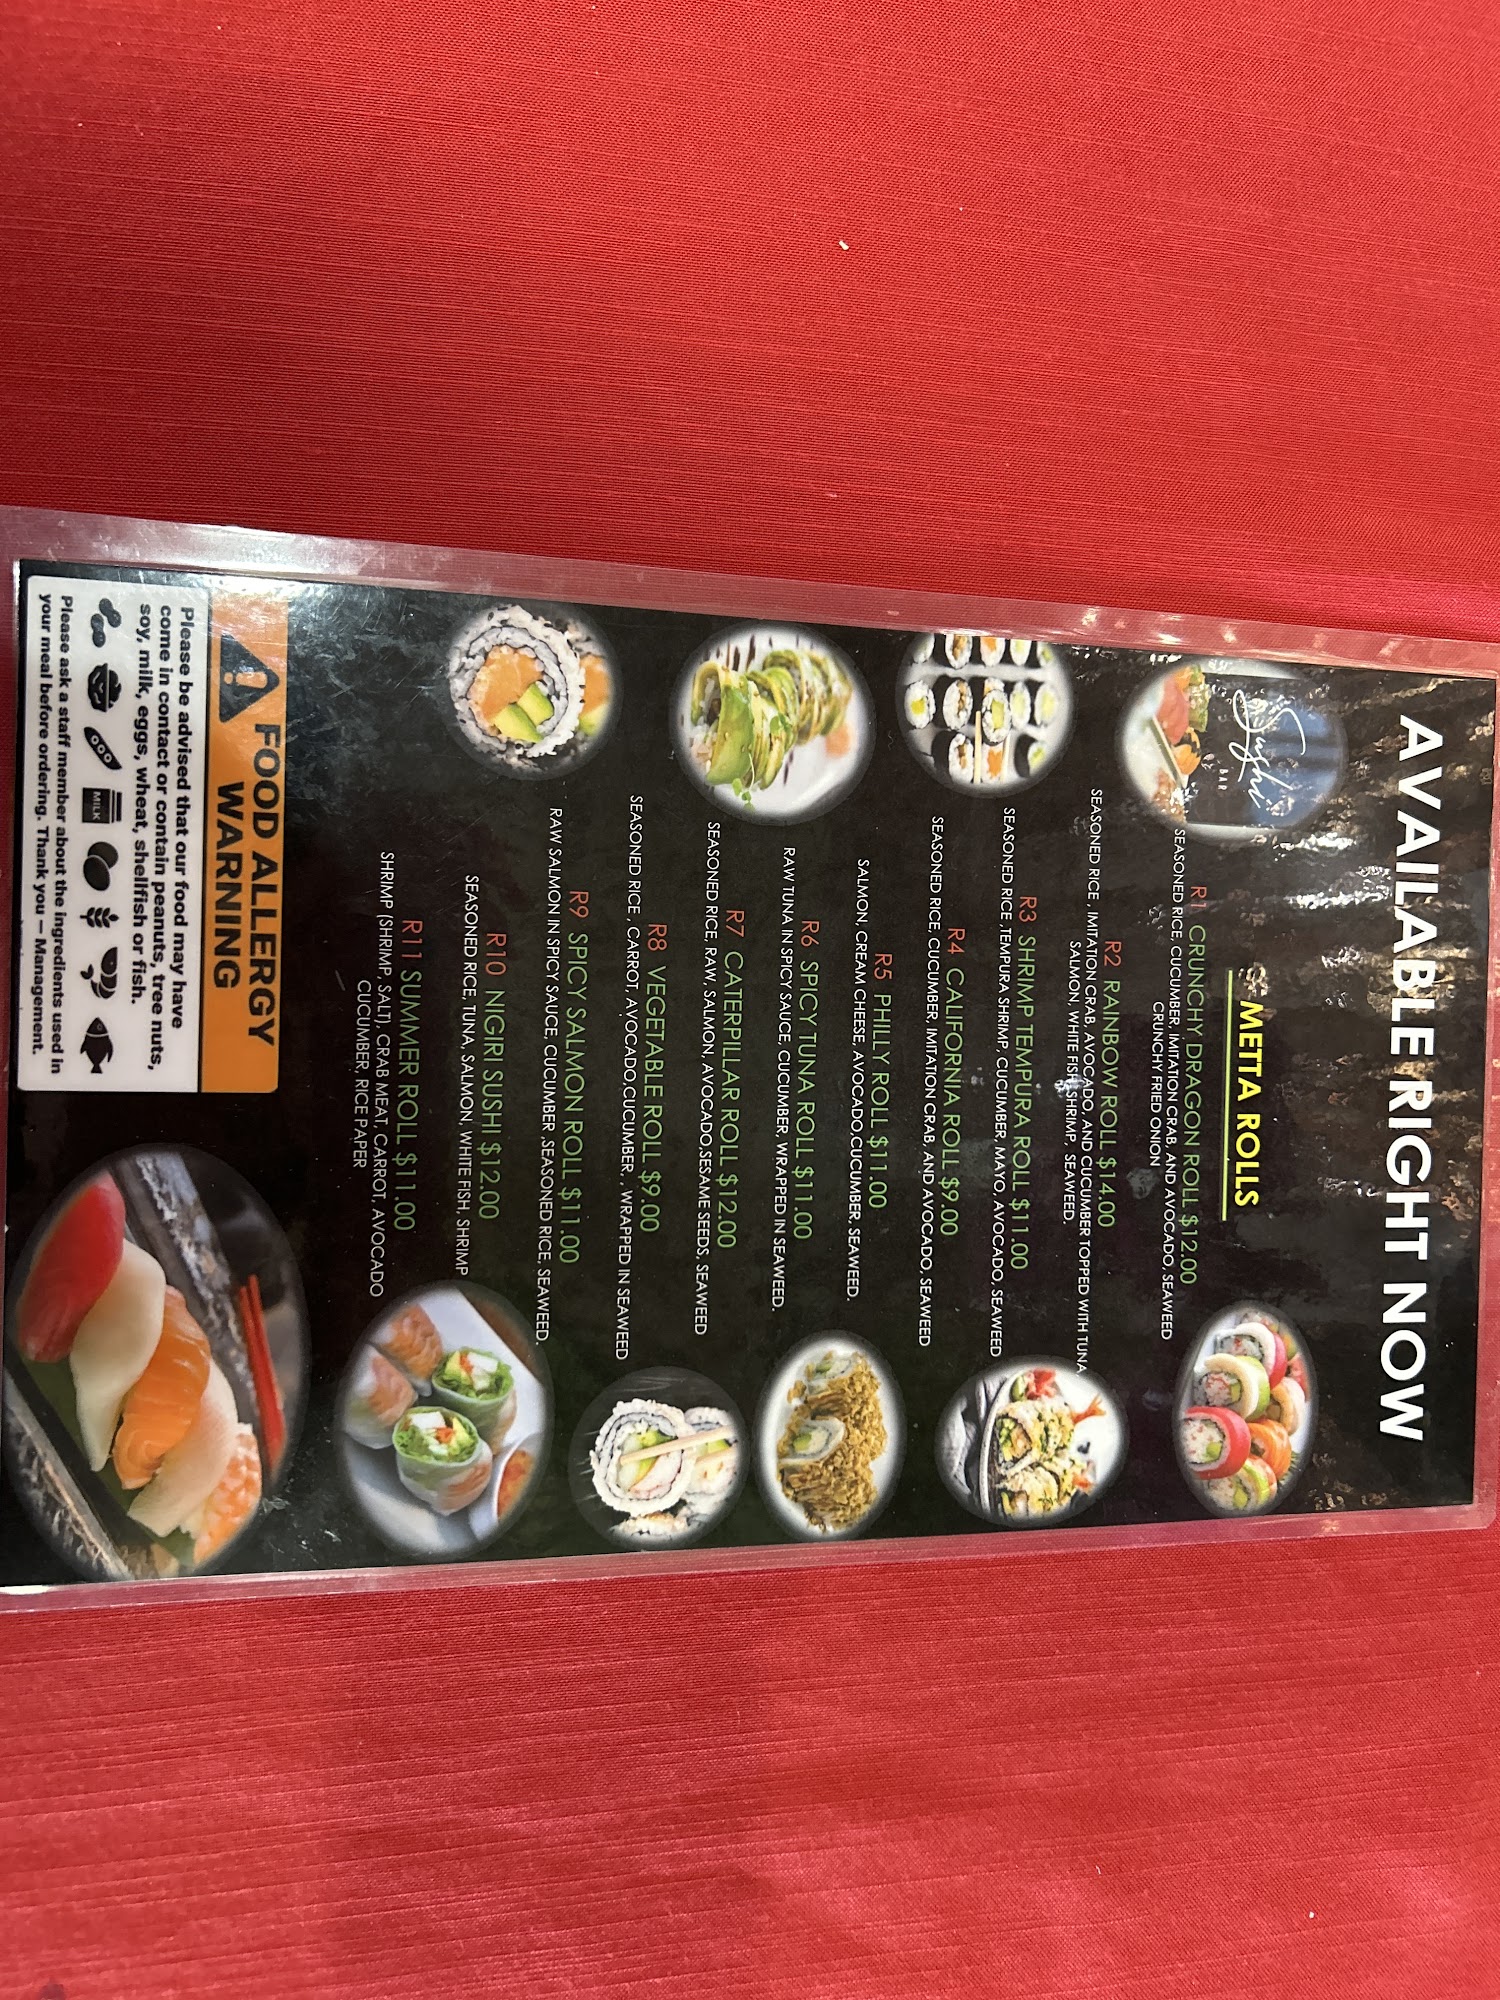 AVAILABLE RIGHT NOW
Sushi
BAR
METTA ROLLS
R1 CRUNCHY DRAGON ROLL $12.00
SEASONED RICE, CUCUMBER, IMITATION CRAB, AND AVOCADO, SEAWEED
CRUNCHY FRIED ONION
R2 RAINBOW ROLL $14.00
SEASONED RICE , IMITATION CRAB, AVOCADO, AND CUCUMBER TOPPED WITH TUNA
SALMON, WHITE FISH, SHRIMP, SEAWEED.
R3 SHRIMP TEMPURA ROLL $11.00
SEASONED RICE ,TEMPURA SHRIMP, CUCUMBER, MAYO, AVOCADO, SEAWEED
R4 CALIFORNIA ROLL $9.00
SEASONED RICE, CUCUMBER, IMITATION CRAB, AND AVOCADO, SEAWEED
R5 PHILLY ROLL $11.00
SALMON, CREAM CHEESE, AVOCADO,CUCUMBER, SEAWEED.
R6 SPICY TUNA ROLL $11.00
RAW TUNA IN SPICY SAUCE, CUCUMBER, WRAPPED IN SEAWEED.
R7 CATERPILLAR ROLL $12.00
SEASONED RICE, RAW, SALMON, AVOCADO,SESAME SEEDS, SEAWEED
R8 VEGETABLE ROLL $9.00
SEASONED RICE , CARROT, AVOCADO,CUCUMBER, , WRAPPED IN SEAWEED
R9 SPICY SALMON ROLL $11.00
RAW SALMON IN SPICY SAUCE, CUCUMBER ,SEASONED RICE, SEAWEED.
R10 NIGIRI SUSHI $12.00
SEASONED RICE, TUNA, SALMON, WHITE FISH, SHRIMP
R11 SUMMER ROLL $11.00
SHRIMP (SHRIMP, SALT), CRAB MEAT, CARROT, AVOCADO
CUCUMBER, RICE PAPER
FOOD ALLERGY
WARNING
Please be advised that our food may have
come in contact or contain peanuts, tree nuts,
soy, milk, eggs, wheat, shellfish or fish.
MILK
Please ask a staff member about the ingredients used in
your meal before ordering. Thank you — Management.